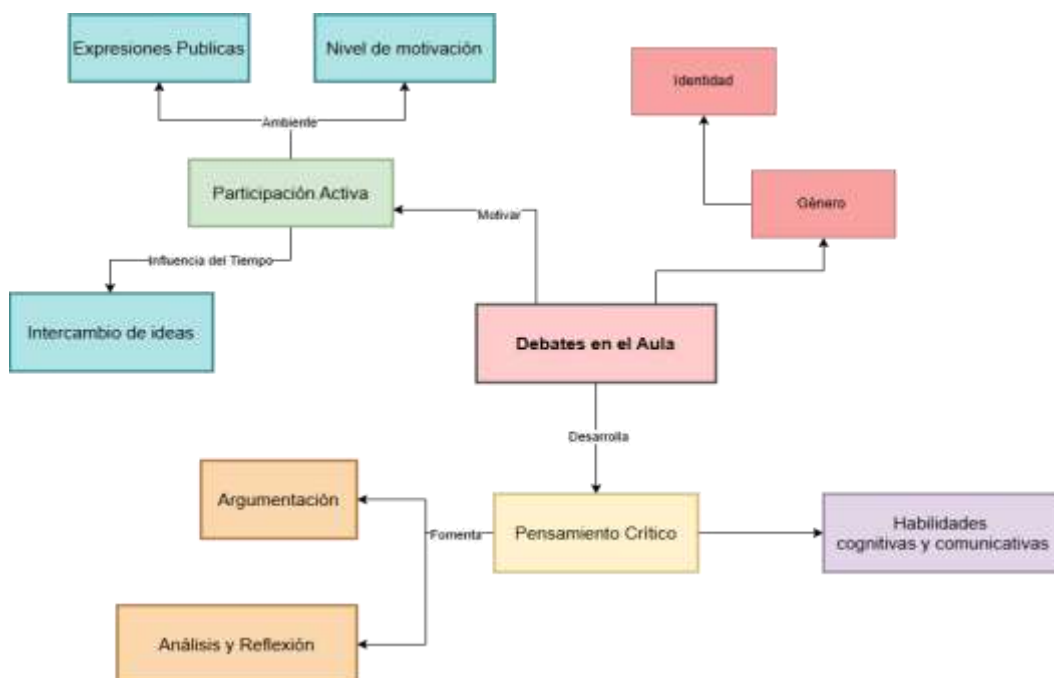 Expresiones Publicas
Nivel de motivación
Identidad
Ambiente
Participación Activa
Género
Motivar
Influencia del Tiempo
Intercambio de ideas
Debates en el Aula
Desarrolla
Argumentación
Fomenta
Pensamiento Crítico
Habilidades
cognitivas y comunicativas
Análisis y Reflexión